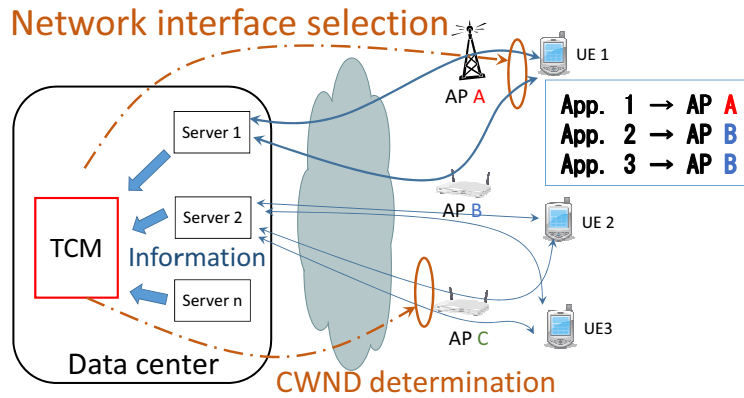 Network interface selection
UE 1
AP A
App. 1 → AP A
App. 2 → AP B
App. 3 → AP B
Server 1
AP B
Server 2
UE 2
TCM
Information
Server n
AP C
UE3
Data center
CWND determination